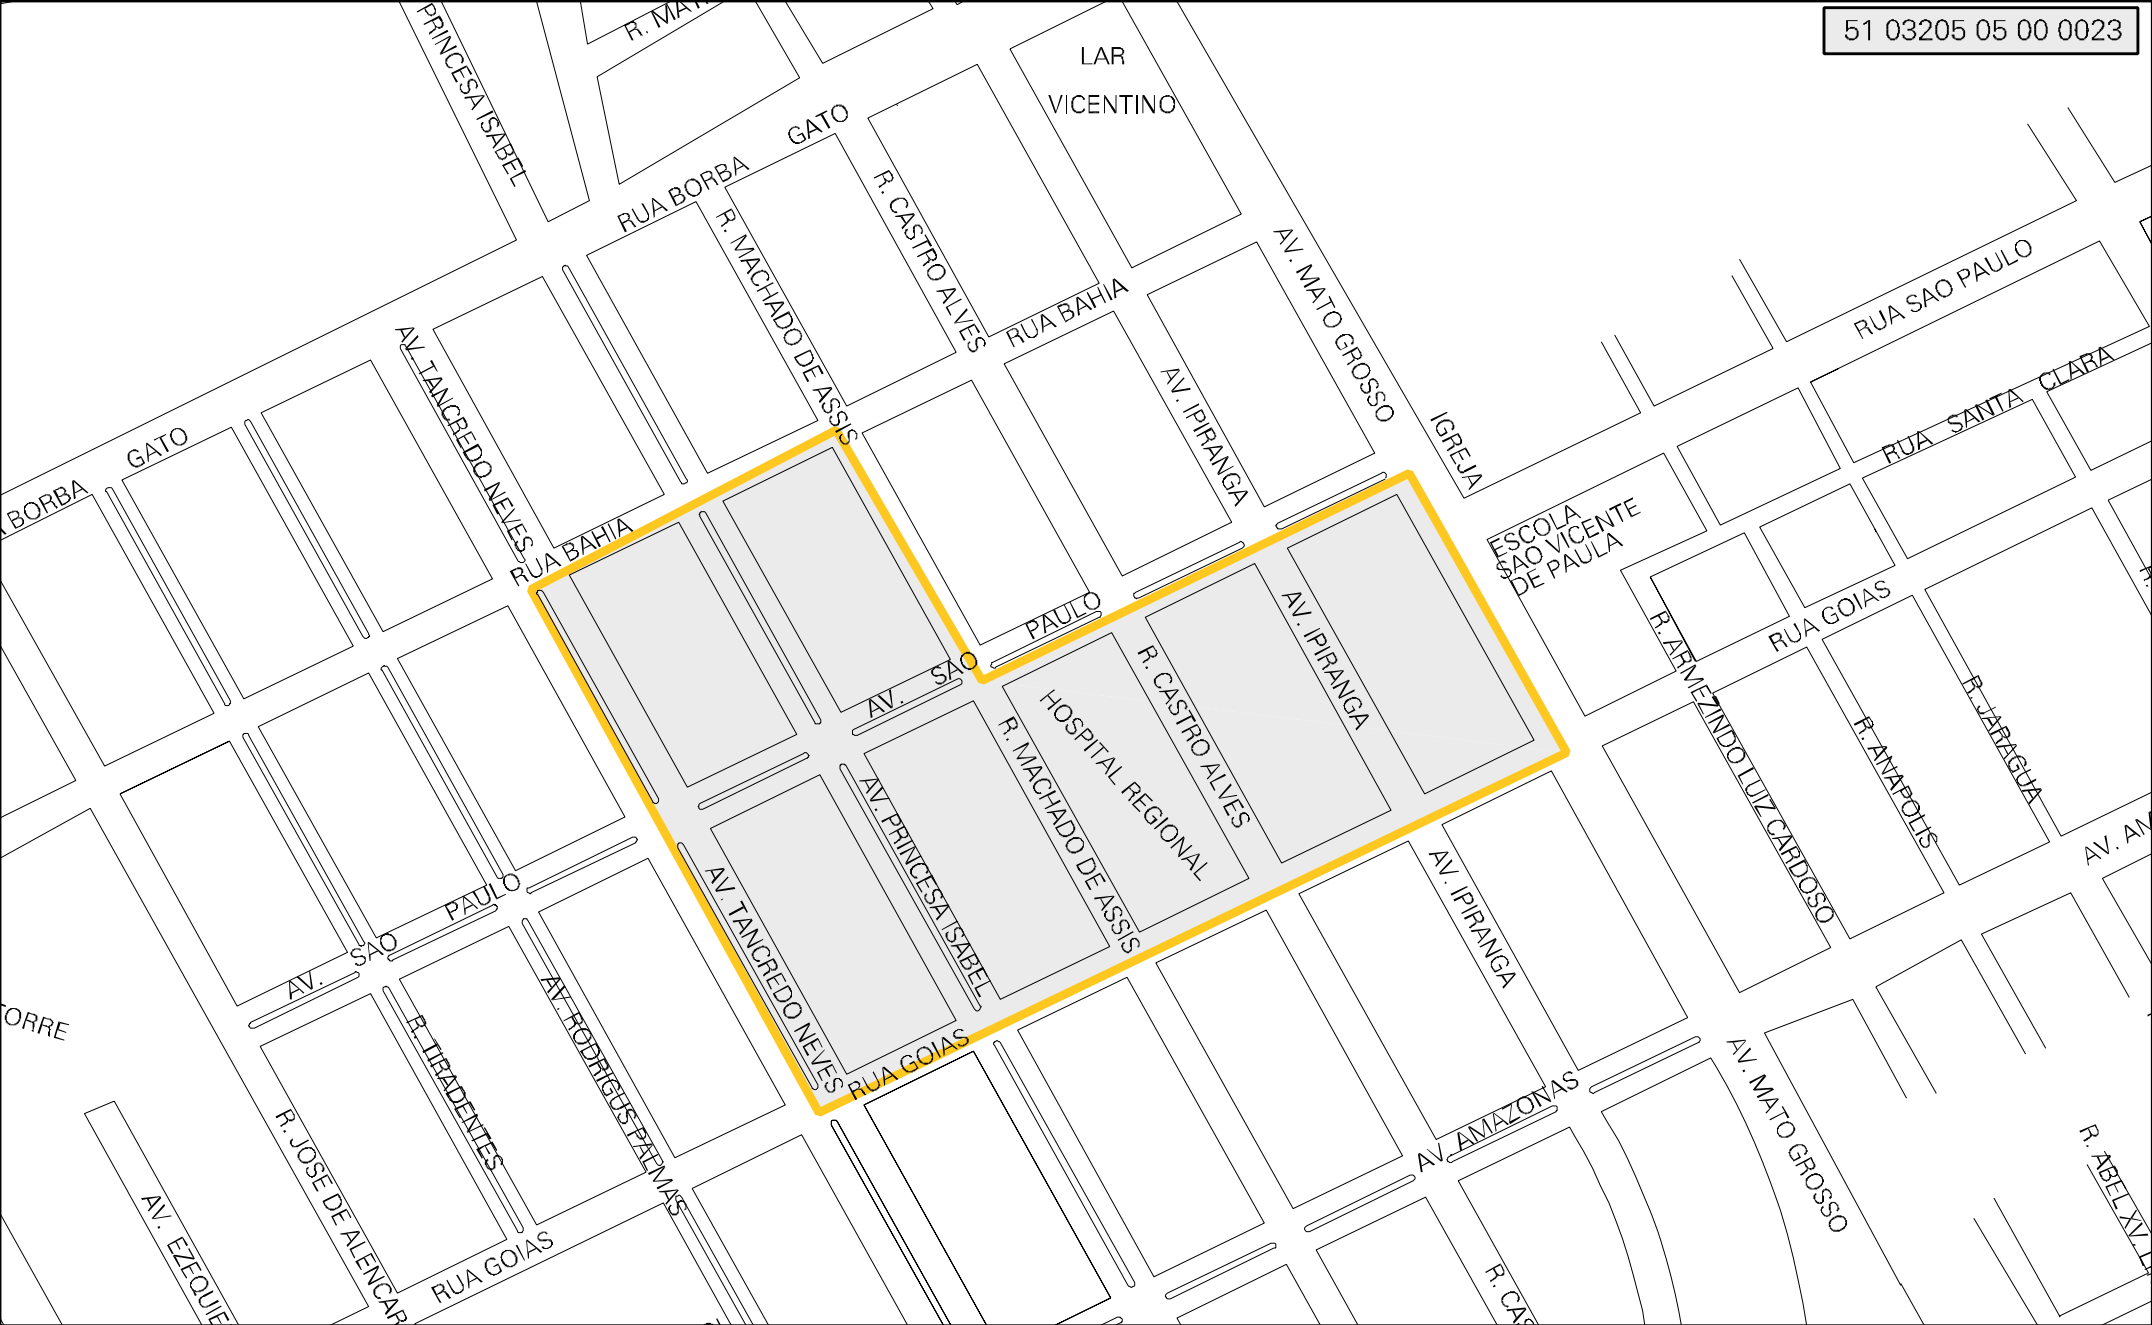 51 03205 05 00 0023
PRINCESA ISABEL
LAR
VICENTINO
RUA BORBA GATO
R. MACHADO DE ASSIS
R. CASTRO ALVES
RUA BAHIA
AV. MATO GROSSO
AV. IPIRANGA
IGREJA
RUA SAO PAULO
RUA SANTA CLARA
ESCOLA
SAO VICENTE
DE PAULA
AV. TANCREDO NEVES
BORBA GATO
RUA BAHIA
AV. SAO PAULO
HOSPITAL REGIONAL
R. CASTRO ALVES
AV. IPIRANGA
R. MACHADO DE ASSIS
AV. PRINCESA ISABEL
AV. TANCREDO NEVES
RUA GOIAS
RUA GOIAS
R. ARMEZINDO LUIZ CARDOSO
R. ANAPOLIS
R. JARAGUA
AV. IPIRANGA
AV. SAO PAULO
R. TIRADENTES
AV. RODRIGUS PALMAS
R. JOSE DE ALENCAR
RUA GOIAS
AV AMAZONAS
AV. MATO GROSSO